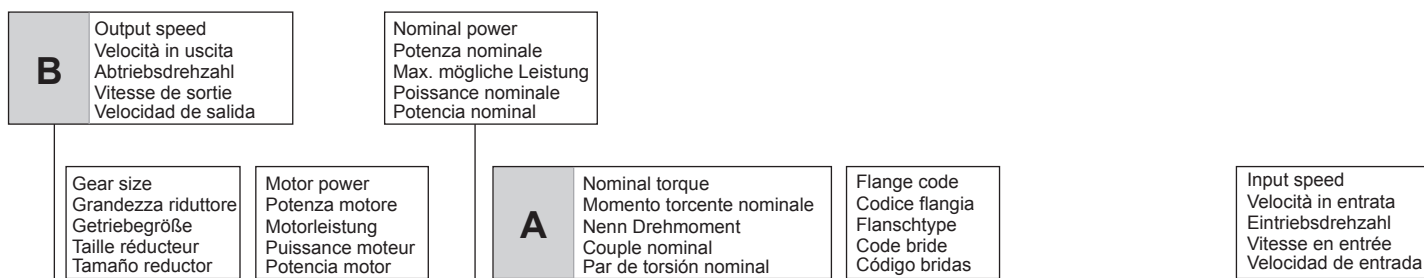 B
Output speed
Velocità in uscita
Abtriebsdrehzahl
Vitesse de sortie
Velocidad de salida
Nominal power
Potenza nominale
Max. mögliche Leistung
Poissance nominale
Potencia nominal
Gear size
Grandezza riduttore
Getriebegröße
Taille réducteur
Tamaño reductor
Motor power
Potenza motore
Motorleistung
Puissance moteur
Potencia motor
A
Nominal torque
Momento torcente nominale
Nenn Drehmoment
Couple nominal
Par de torsión nominal
Flange code
Codice flangia
Flanschtype
Code bride
Código bridas
Input speed
Velocità in entrata
Eintriebsdrehzahl
Vitesse en entrée
Velocidad de entrada